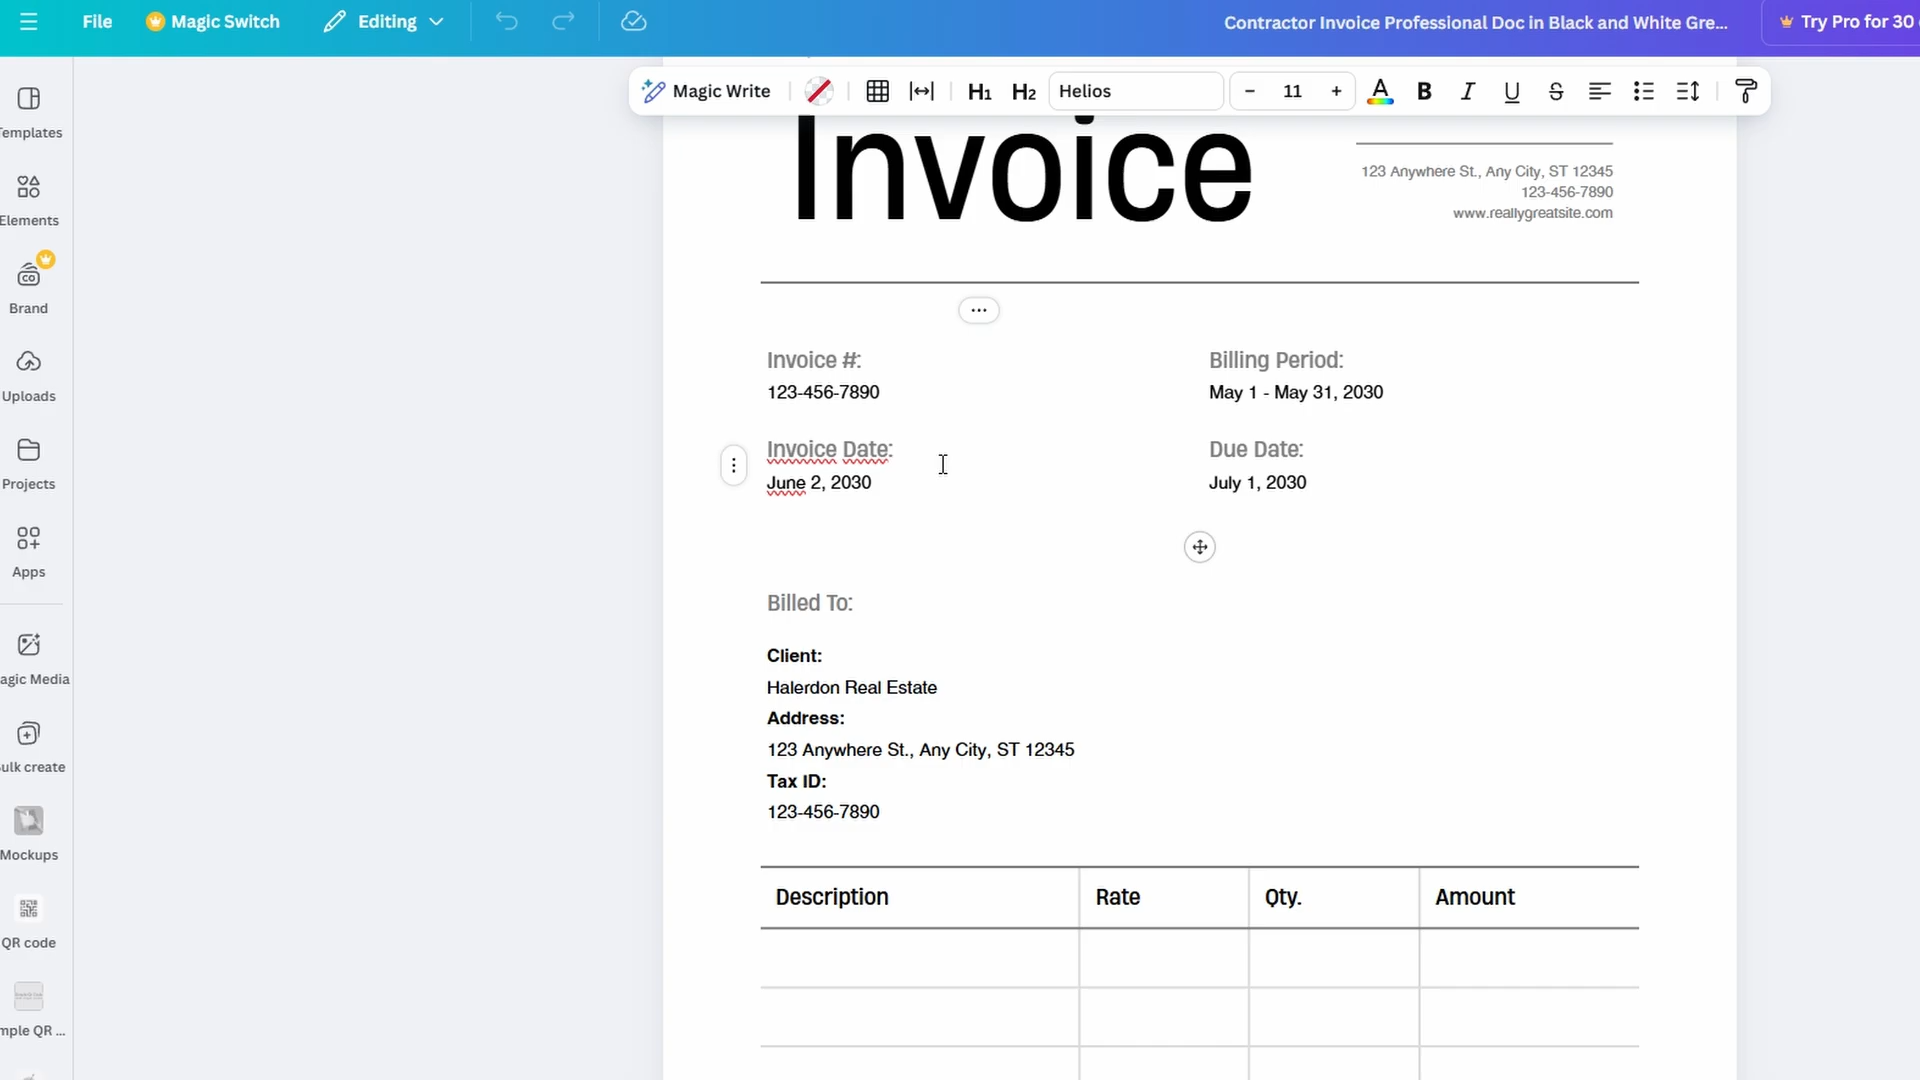 File Magic Switch Editing Contractor Invoice Professional Doc in Black and White Gre... Try Pro for 30
Magic Write H1 H2 Helios − 11 + A B I U S
Templates
Elements
Brand
Uploads
Projects
Apps
agic Media
ulk create
Mockups
QR code
mple QR ...
Invoice
123 Anywhere St., Any City, ST 12345
123-456-7890
www.reallygreatsite.com
Invoice #:
123-456-7890
Billing Period:
May 1 - May 31, 2030
Invoice Date:
June 2, 2030
Due Date:
July 1, 2030
Billed To:
Client:
Halerdon Real Estate
Address:
123 Anywhere St., Any City, ST 12345
Tax ID:
123-456-7890
Description Rate Qty. Amount